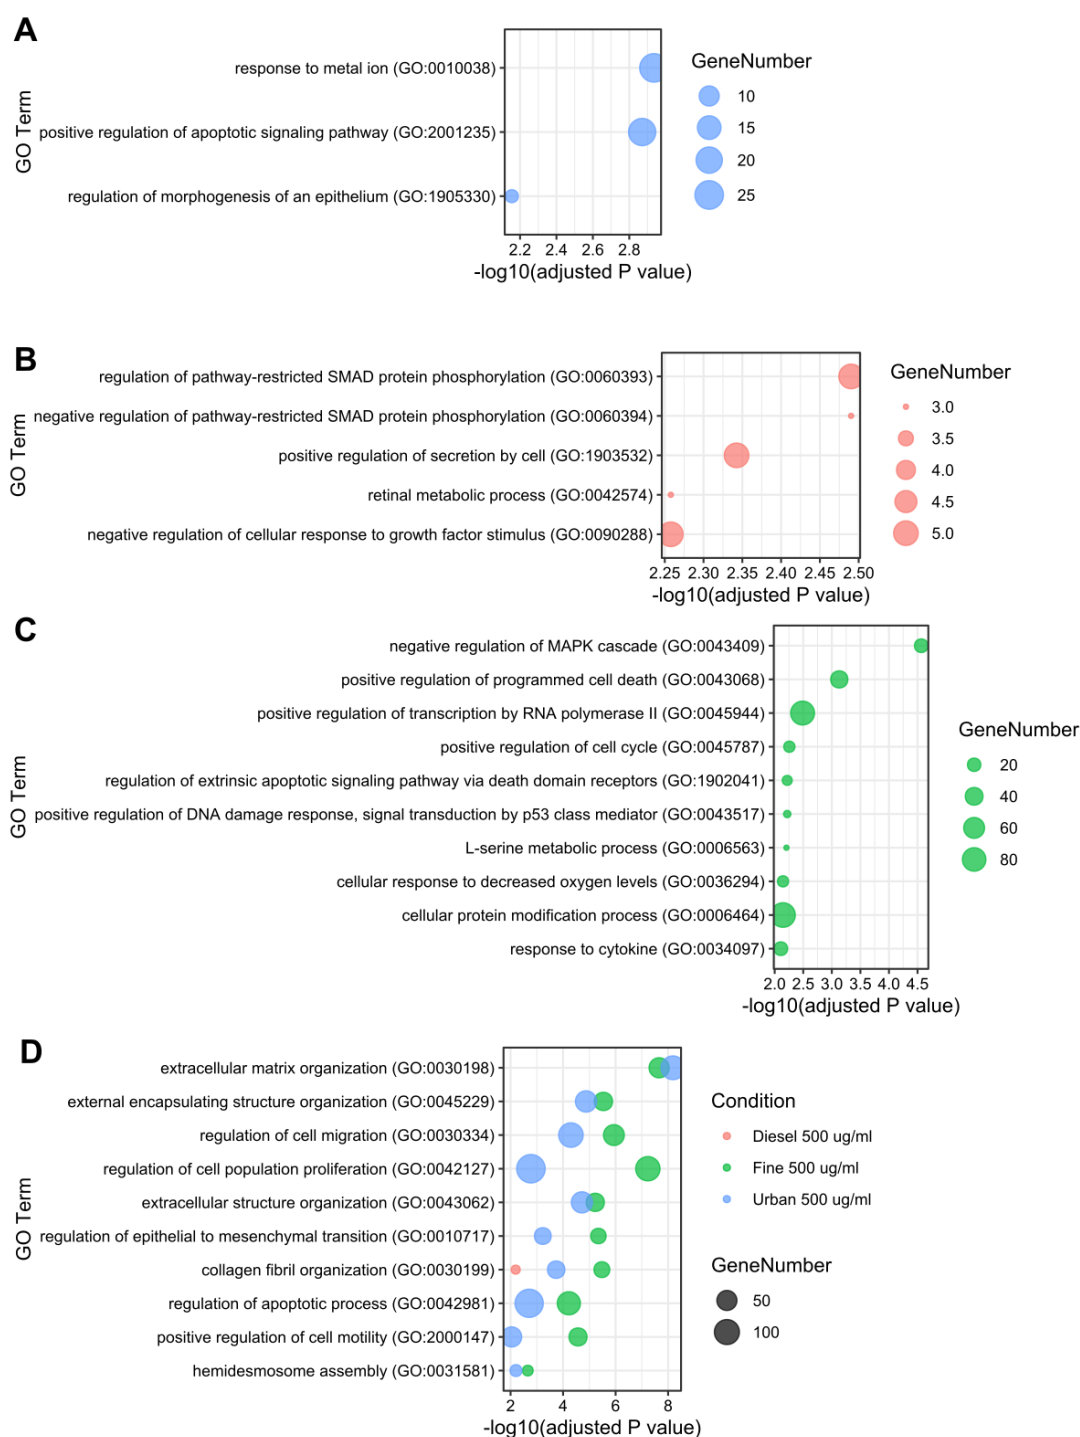 A
GO Term
response to metal ion (GO:0010038)
positive regulation of apoptotic signaling pathway (GO:2001235)
regulation of morphogenesis of an epithelium (GO:1905330)
2.2 2.4 2.6 2.8
-log10(adjusted P value)
GeneNumber
10
15
20
25
B
GO Term
regulation of pathway-restricted SMAD protein phosphorylation (GO:0060393)
negative regulation of pathway-restricted SMAD protein phosphorylation (GO:0060394)
positive regulation of secretion by cell (GO:1903532)
retinal metabolic process (GO:0042574)
negative regulation of cellular response to growth factor stimulus (GO:0090288)
2.25 2.30 2.35 2.40 2.45 2.50
-log10(adjusted P value)
GeneNumber
3.0
3.5
4.0
4.5
5.0
C
GO Term
negative regulation of MAPK cascade (GO:0043409)
positive regulation of programmed cell death (GO:0043068)
positive regulation of transcription by RNA polymerase II (GO:0045944)
positive regulation of cell cycle (GO:0045787)
regulation of extrinsic apoptotic signaling pathway via death domain receptors (GO:1902041)
positive regulation of DNA damage response, signal transduction by p53 class mediator (GO:0043517)
L-serine metabolic process (GO:0006563)
cellular response to decreased oxygen levels (GO:0036294)
cellular protein modification process (GO:0006464)
response to cytokine (GO:0034097)
2.0 2.5 3.0 3.5 4.0 4.5
-log10(adjusted P value)
GeneNumber
20
40
60
80
D
GO Term
extracellular matrix organization (GO:0030198)
external encapsulating structure organization (GO:0045229)
regulation of cell migration (GO:0030334)
regulation of cell population proliferation (GO:0042127)
extracellular structure organization (GO:0043062)
regulation of epithelial to mesenchymal transition (GO:0010717)
collagen fibril organization (GO:0030199)
regulation of apoptotic process (GO:0042981)
positive regulation of cell motility (GO:2000147)
hemidesmosome assembly (GO:0031581)
2 4 6 8
-log10(adjusted P value)
Condition
Diesel 500 ug/ml
Fine 500 ug/ml
Urban 500 ug/ml
GeneNumber
50
100